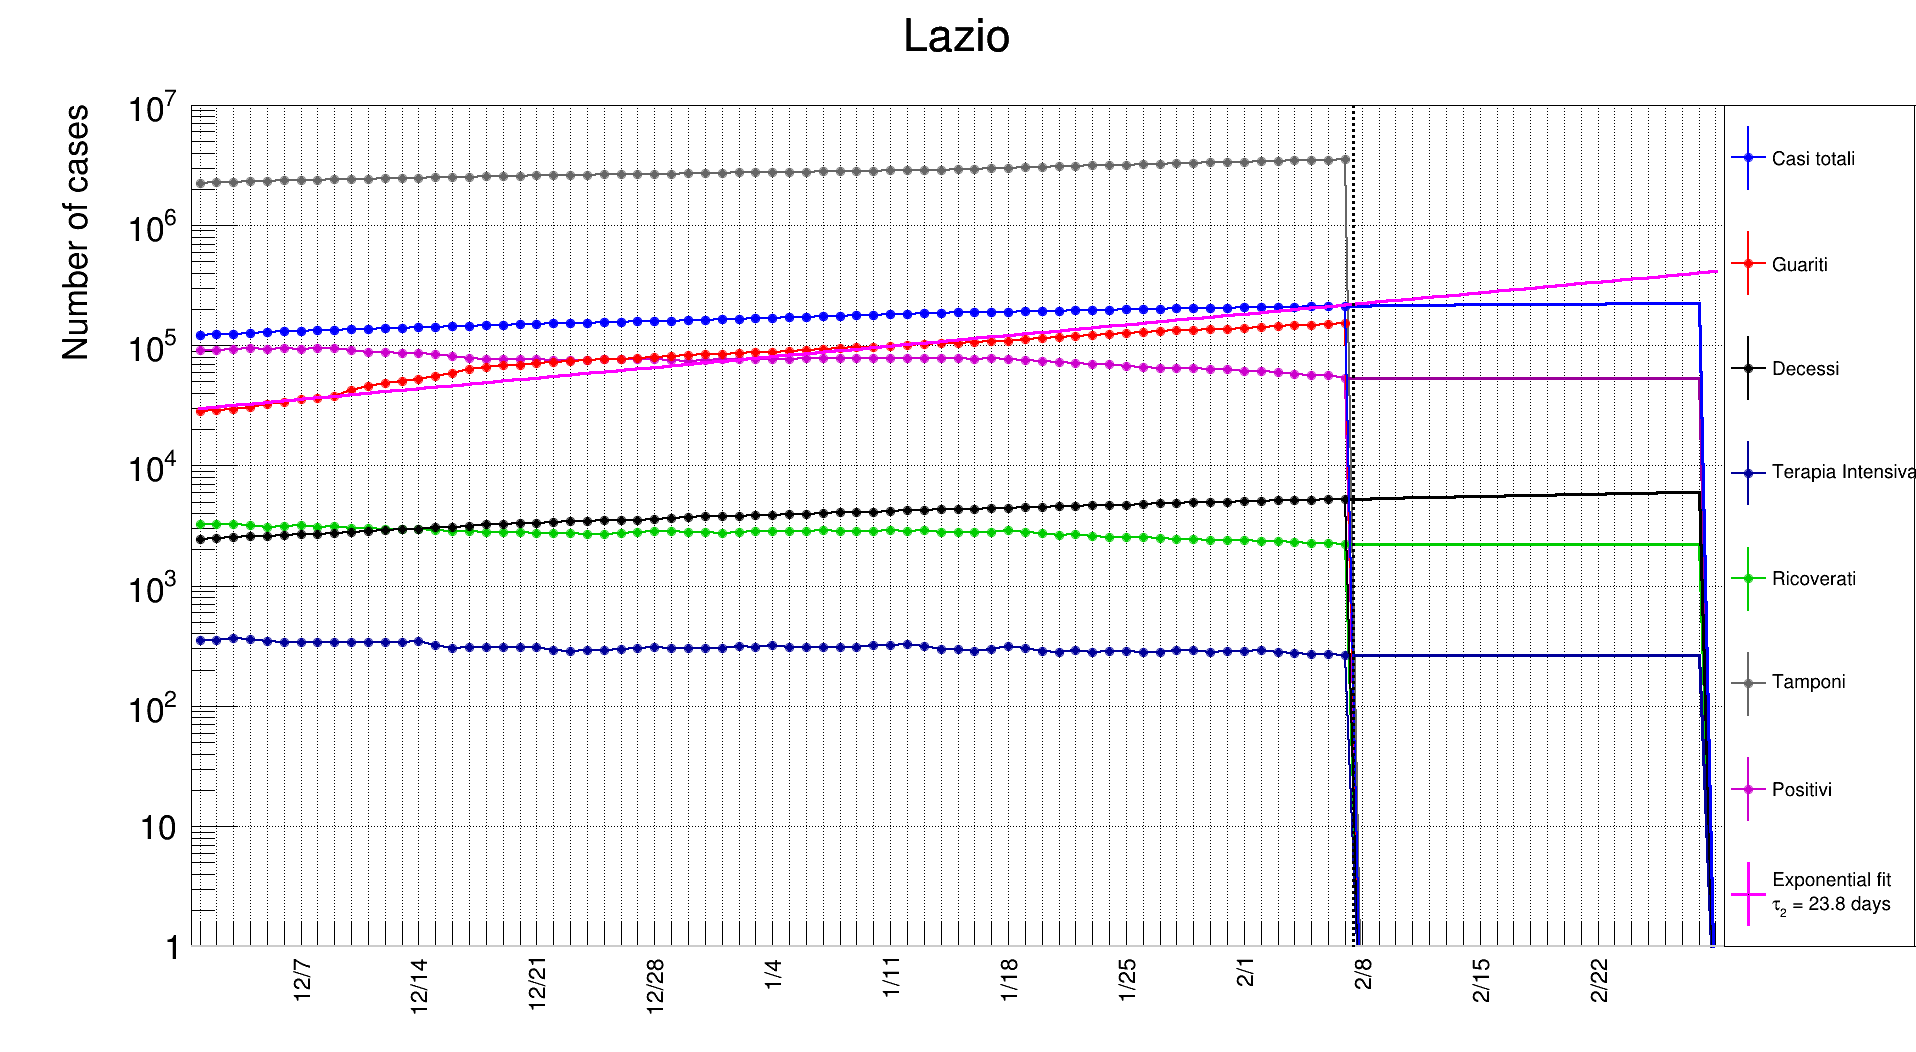 Lazio
Number of cases
10^7
10^6
10^5
10^4
10^3
10^2
10
1
12/7
12/14
12/21
12/28
1/4
1/11
1/18
1/25
2/1
2/8
2/15
2/22
Casi totali
Guariti
Decessi
Terapia Intensiva
Ricoverati
Tamponi
Positivi
Exponential fit
τ₂ = 23.8 days